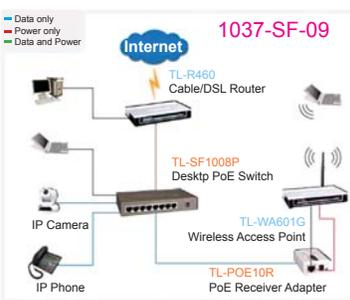 Data only
Power only
Data and Power
1037-SF-09
Internet
TL-R460
Cable/DSL Router
TL-SF1008P
Desktp PoE Switch
IP Camera
TL-WA601G
Wireless Access Point
TL-POE10R
IP Phone
PoE Receiver Adapter